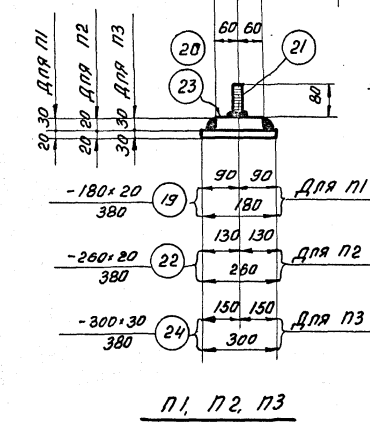 60 60
20
21
Для П1
Для П2
Для П3
23
80
30 20 30
20 20 30
90 90
-180×20
380
19
180
Для П1
130 130
-260×20
380
22
260
Для П2
150 150
-300×30
380
24
300
Для П3
П1, П2, П3